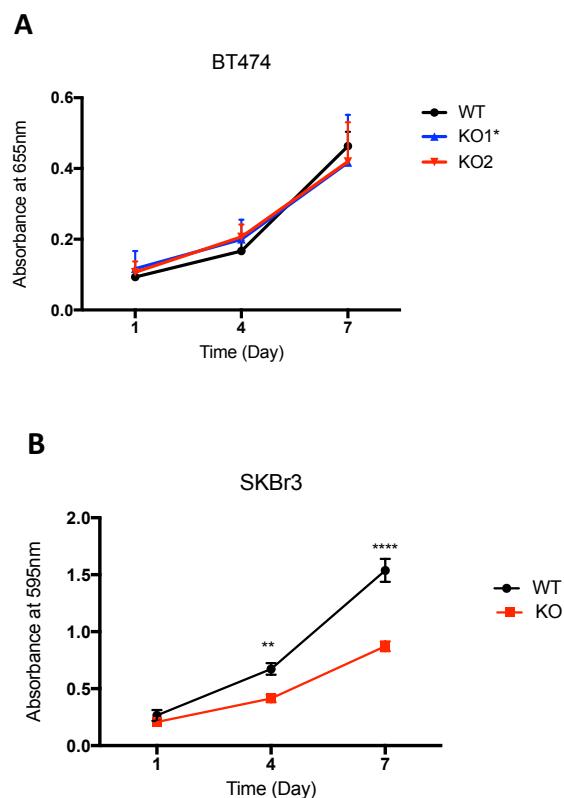 A
BT474
Absorbance at 655nm
0.6
0.4
0.2
0.0
1 4 7
Time (Day)
WT
KO1*
KO2
B
SKBr3
Absorbance at 595nm
2.0
1.5
1.0
0.5
0.0
**
****
1 4 7
Time (Day)
WT
KO